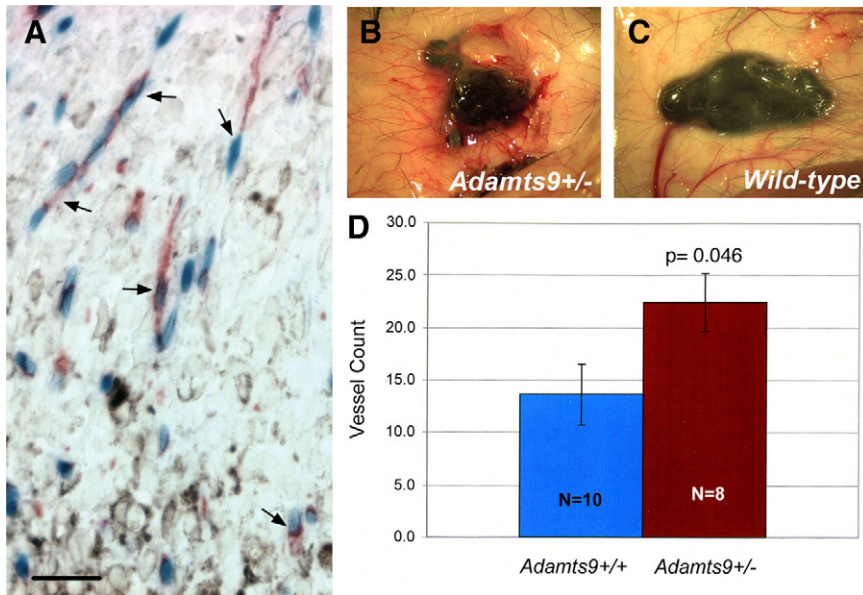 A
B
C
Adamts9+/-
Wild-type
D
p= 0.046
30.0
25.0
20.0
15.0
10.0
5.0
0.0
Vessel Count
N=10
N=8
Adamts9+/+
Adamts9+/-